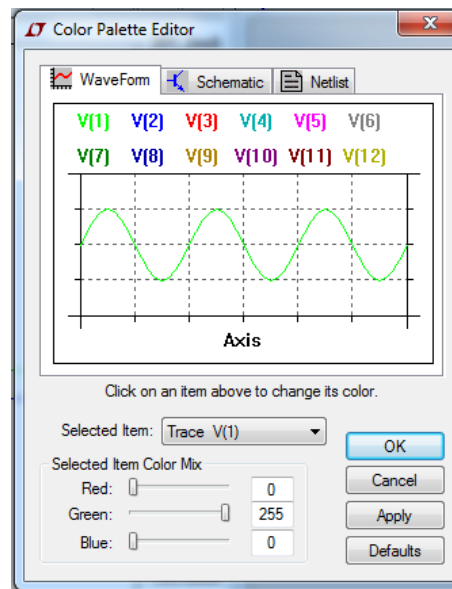 Color Palette Editor
WaveForm Schematic Netlist
V(1) V(2) V(3) V(4) V(5) V(6)
V(7) V(8) V(9) V(10) V(11) V(12)
Axis
Click on an item above to change its color.
Selected Item: Trace V(1)
OK
Selected Item Color Mix
Red: 0
Cancel
Green: 255
Apply
Blue: 0
Defaults